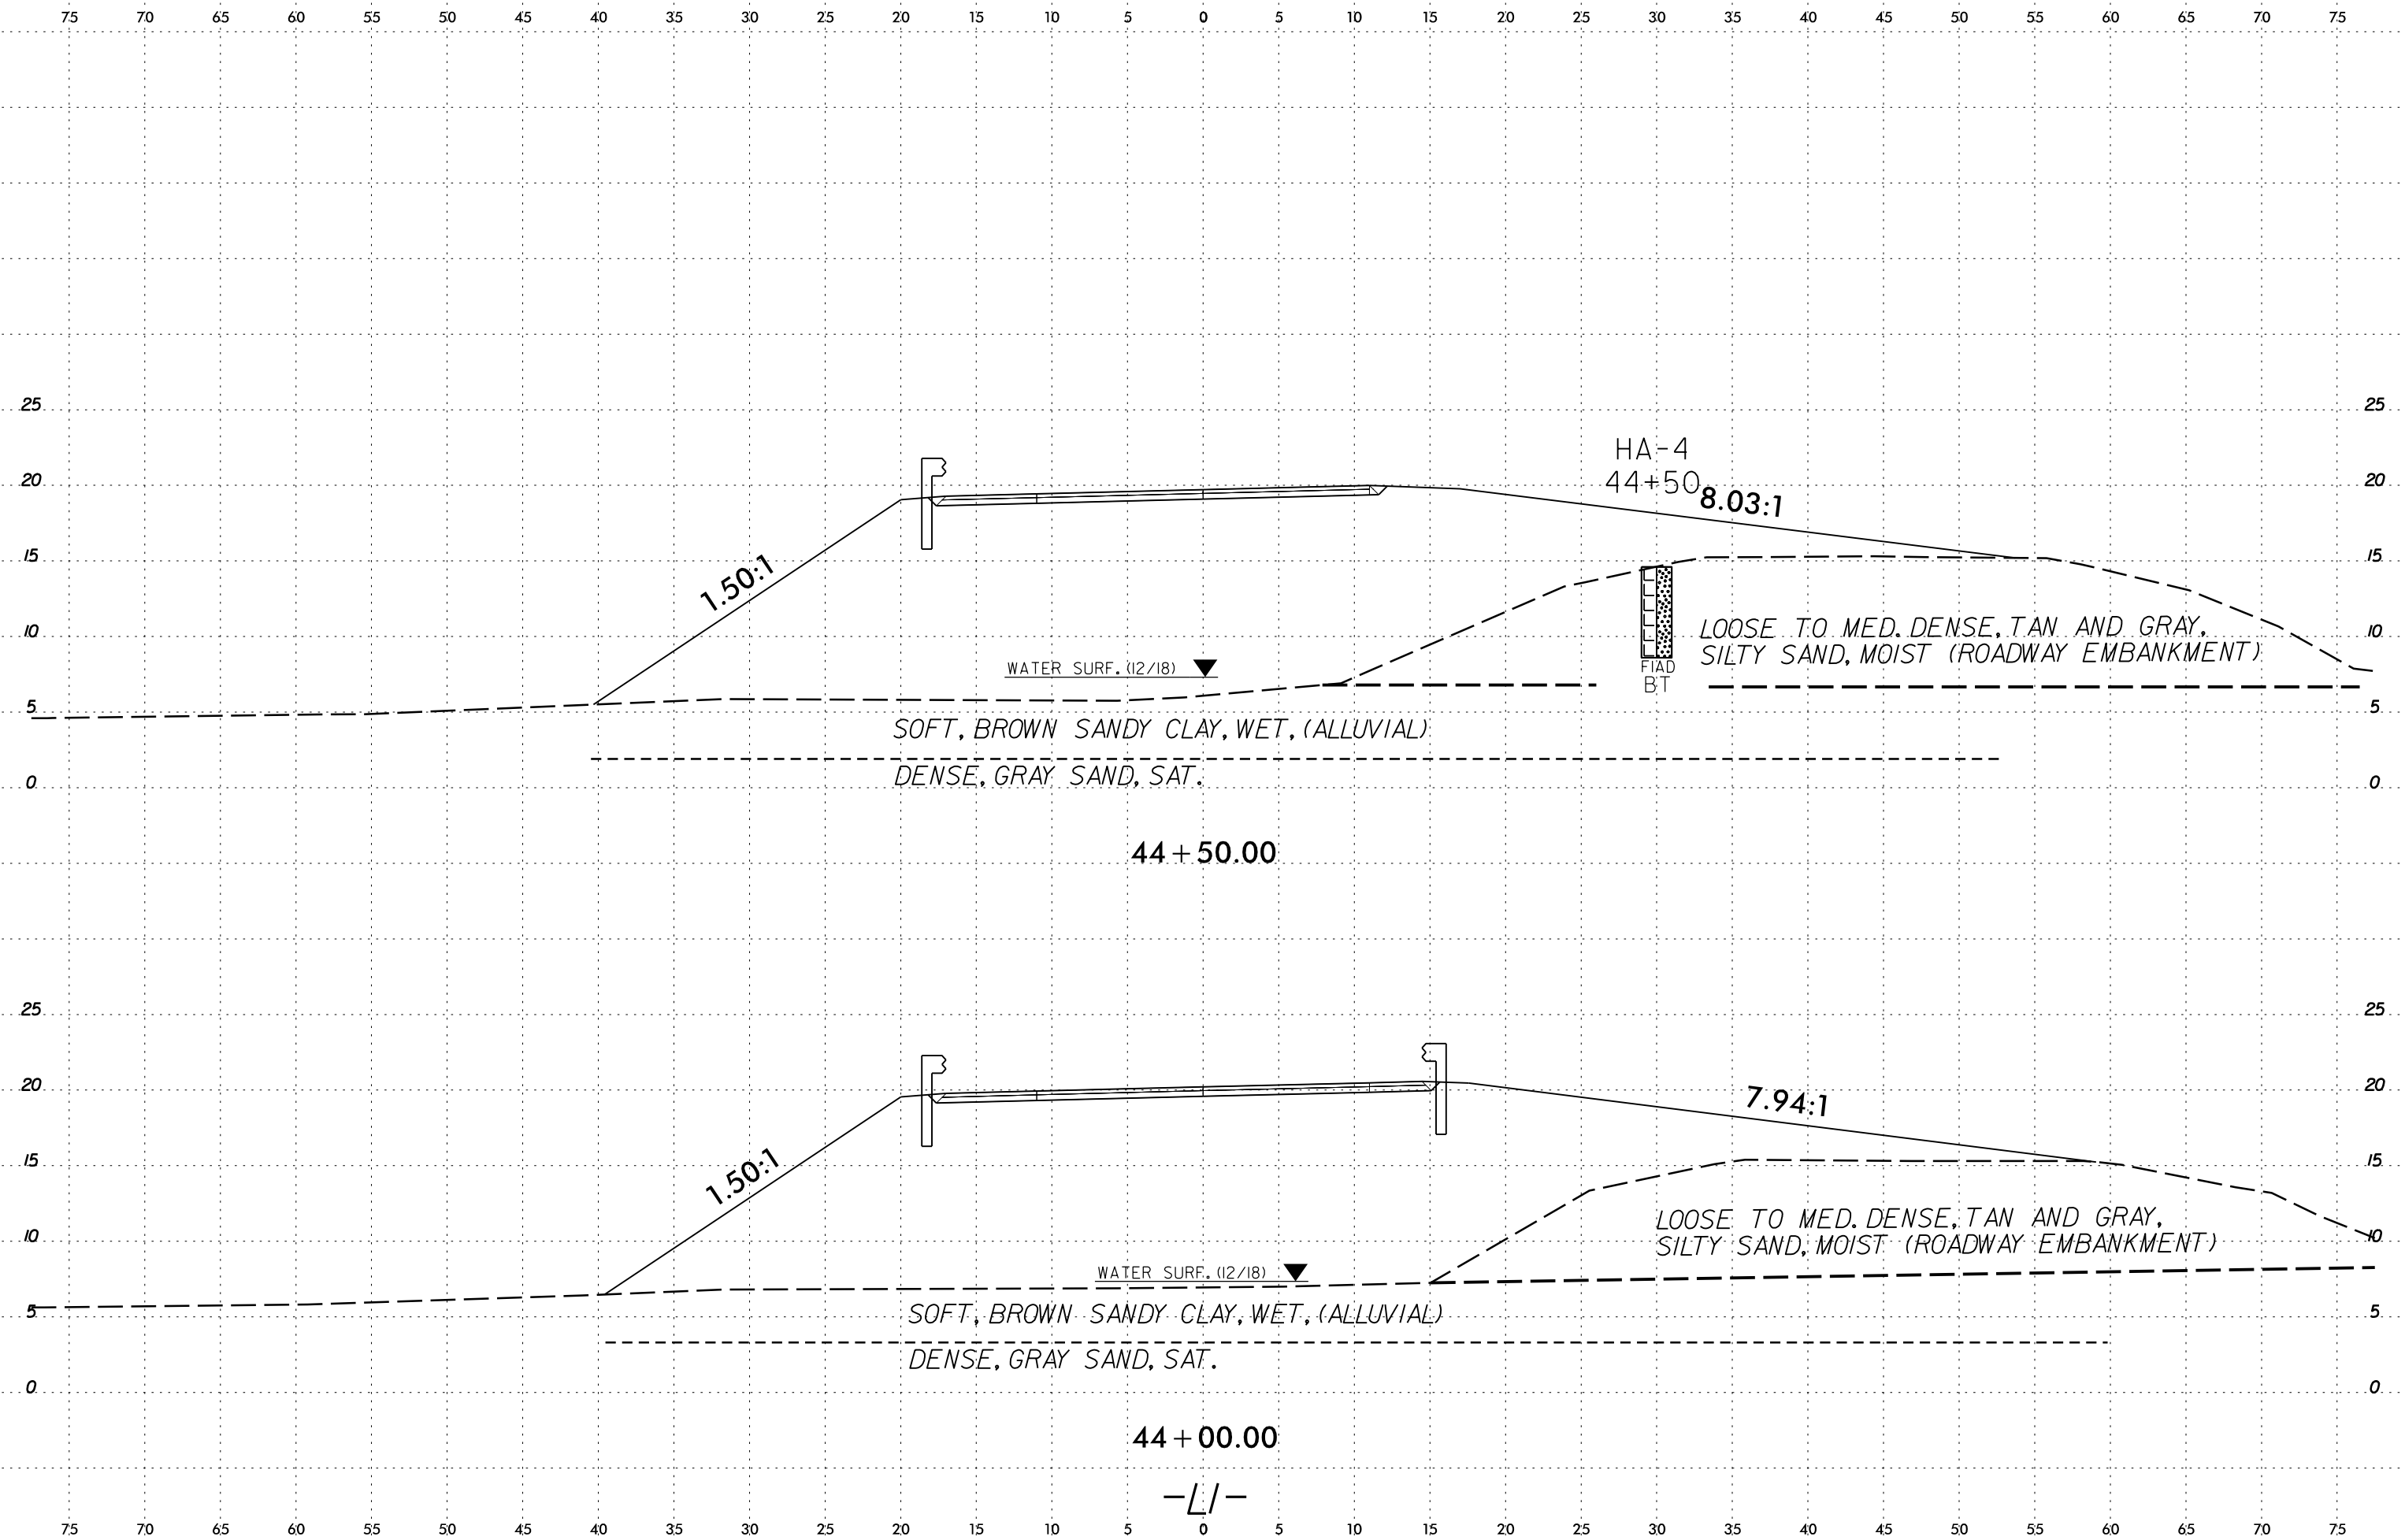 75 70 65 60 55 50 45 40 35 30 25 20 15 10 5 0 5 10 15 20 25 30 35 40 45 50 55 60 65 70 75
25 25
HA-4
20 44+50 20
8.03:1
15 15
1.50:1
10 LOOSE TO MED. DENSE, TAN AND GRAY, 10
SILTY SAND, MOIST (ROADWAY EMBANKMENT)
WATER SURF. (12/18)
FIAD
BT
5 5
SOFT, BROWN SANDY CLAY, WET, (ALLUVIAL)
DENSE, GRAY SAND, SAT.
0 0
44+50.00
25 25
20 20
7.94:1
15 15
1.50:1
LOOSE TO MED. DENSE, TAN AND GRAY,
10 10
SILTY SAND, MOIST (ROADWAY EMBANKMENT)
WATER SURF. (12/18)
5 5
SOFT, BROWN SANDY CLAY, WET, (ALLUVIAL)
DENSE, GRAY SAND, SAT.
0 0
44+00.00
-L1-
75 70 65 60 55 50 45 40 35 30 25 20 15 10 5 0 5 10 15 20 25 30 35 40 45 50 55 60 65 70 75